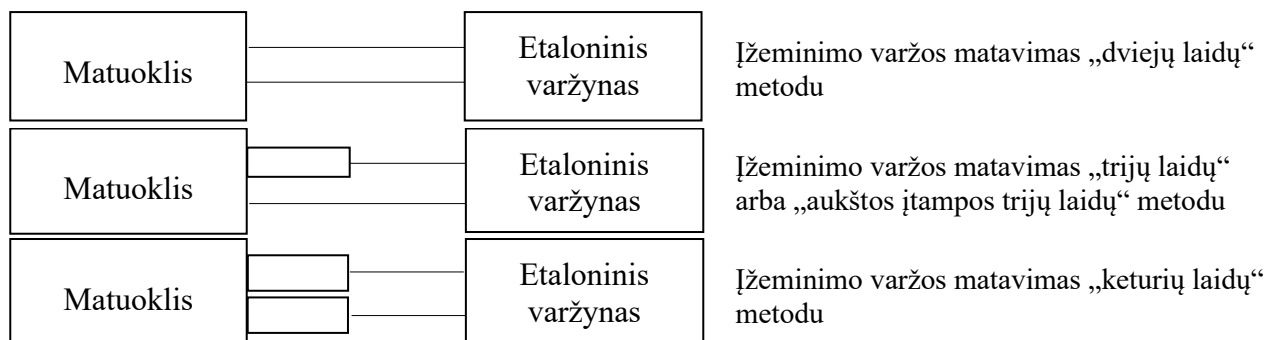 Matuoklis
Etaloninis
varžynas
Įžeminimo varžos matavimas „dviejų laidų“
metodu
Matuoklis
Etaloninis
varžynas
Įžeminimo varžos matavimas „trijų laidų“
arba „aukštos įtampos trijų laidų“ metodu
Matuoklis
Etaloninis
varžynas
Įžeminimo varžos matavimas „keturių laidų“
metodu